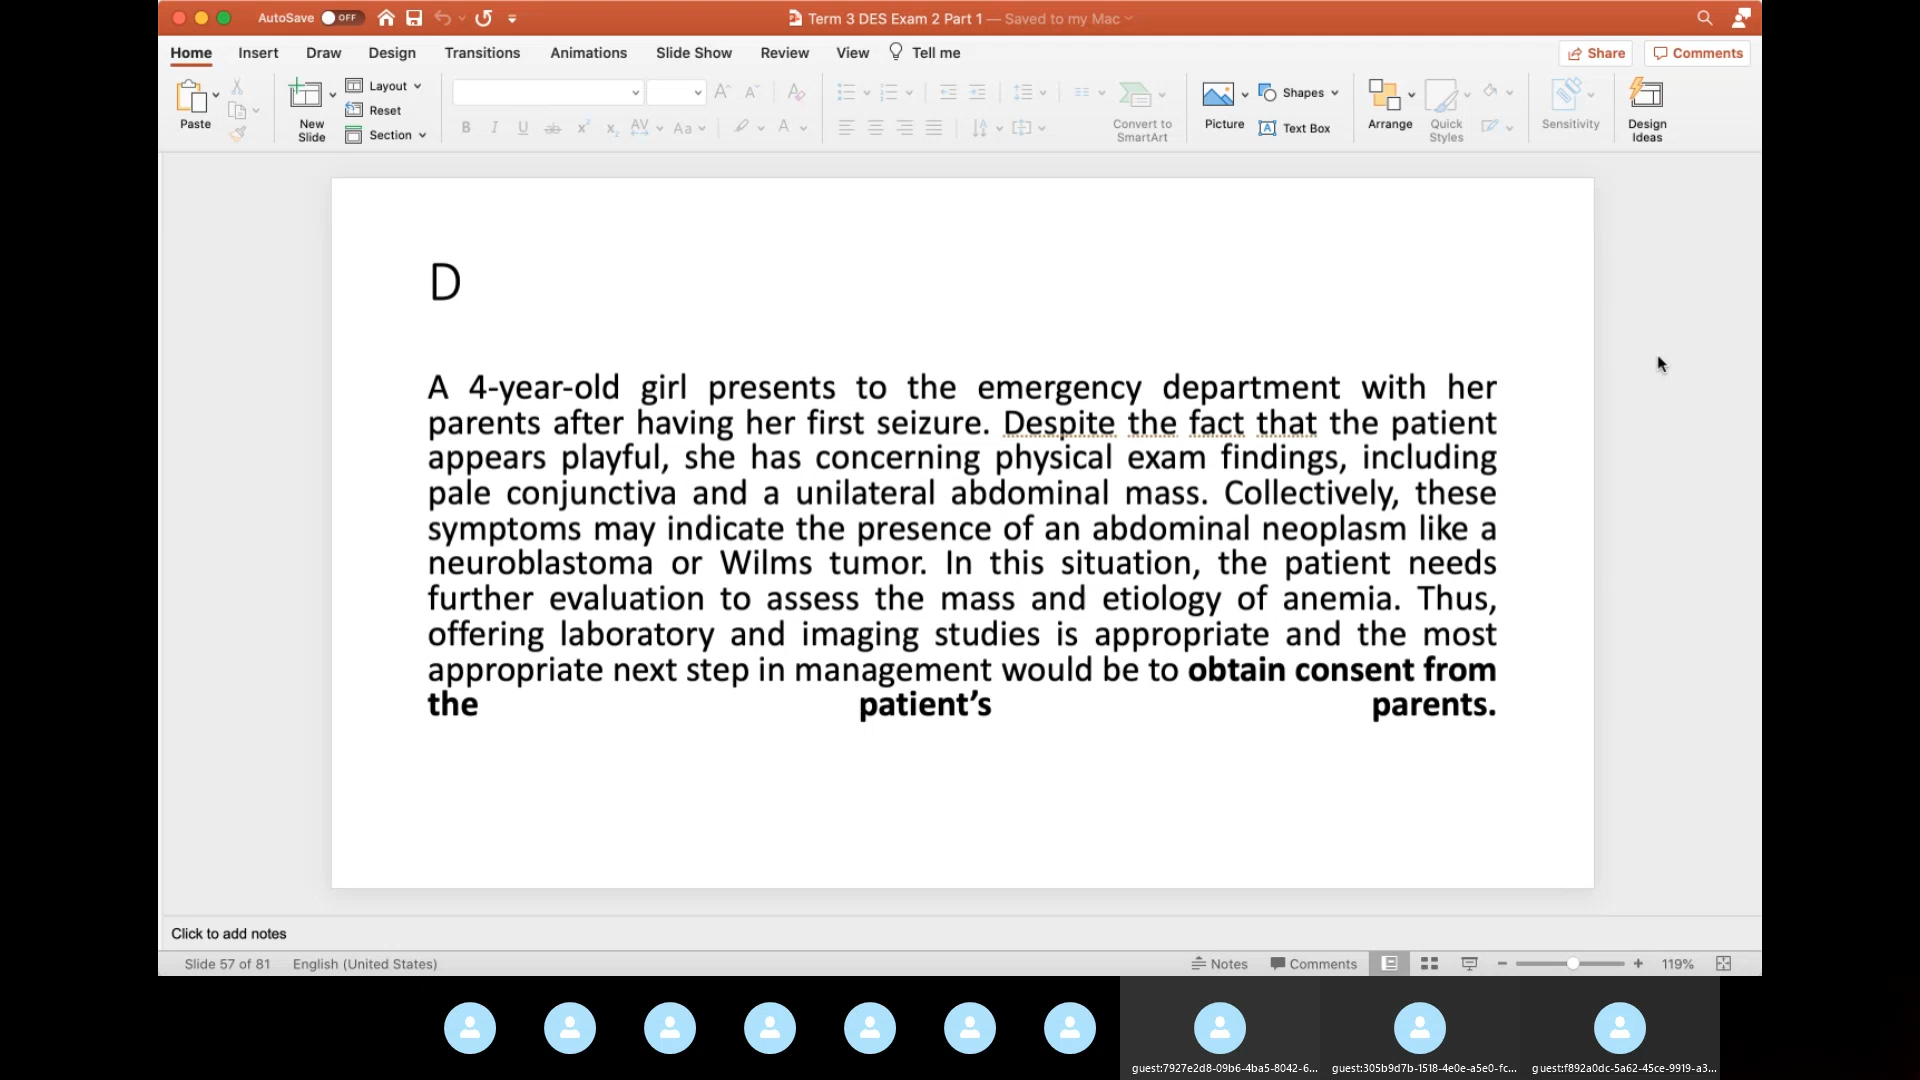 AutoSave OFF
Term 3 DES Exam 2 Part 1 — Saved to my Mac
Home Insert Draw Design Transitions Animations Slide Show Review View Tell me Share Comments
Paste
New Slide
Layout
Reset
Section
Convert to SmartArt
Picture
Shapes
Text Box
Arrange
Quick Styles
Sensitivity
Design Ideas
D
A 4-year-old girl presents to the emergency department with her
parents after having her first seizure. Despite the fact that the patient
appears playful, she has concerning physical exam findings, including
pale conjunctiva and a unilateral abdominal mass. Collectively, these
symptoms may indicate the presence of an abdominal neoplasm like a
neuroblastoma or Wilms tumor. In this situation, the patient needs
further evaluation to assess the mass and etiology of anemia. Thus,
offering laboratory and imaging studies is appropriate and the most
appropriate next step in management would be to obtain consent from
the patient’s parents.
Click to add notes
Slide 57 of 81 English (United States) Notes Comments 119%
guest:7927e2d8-09b6-4ba5-8042-6... guest:305b9d7b-1518-4e0e-a5e0-fc... guest:f892a0dc-5a62-45ce-9919-a3...